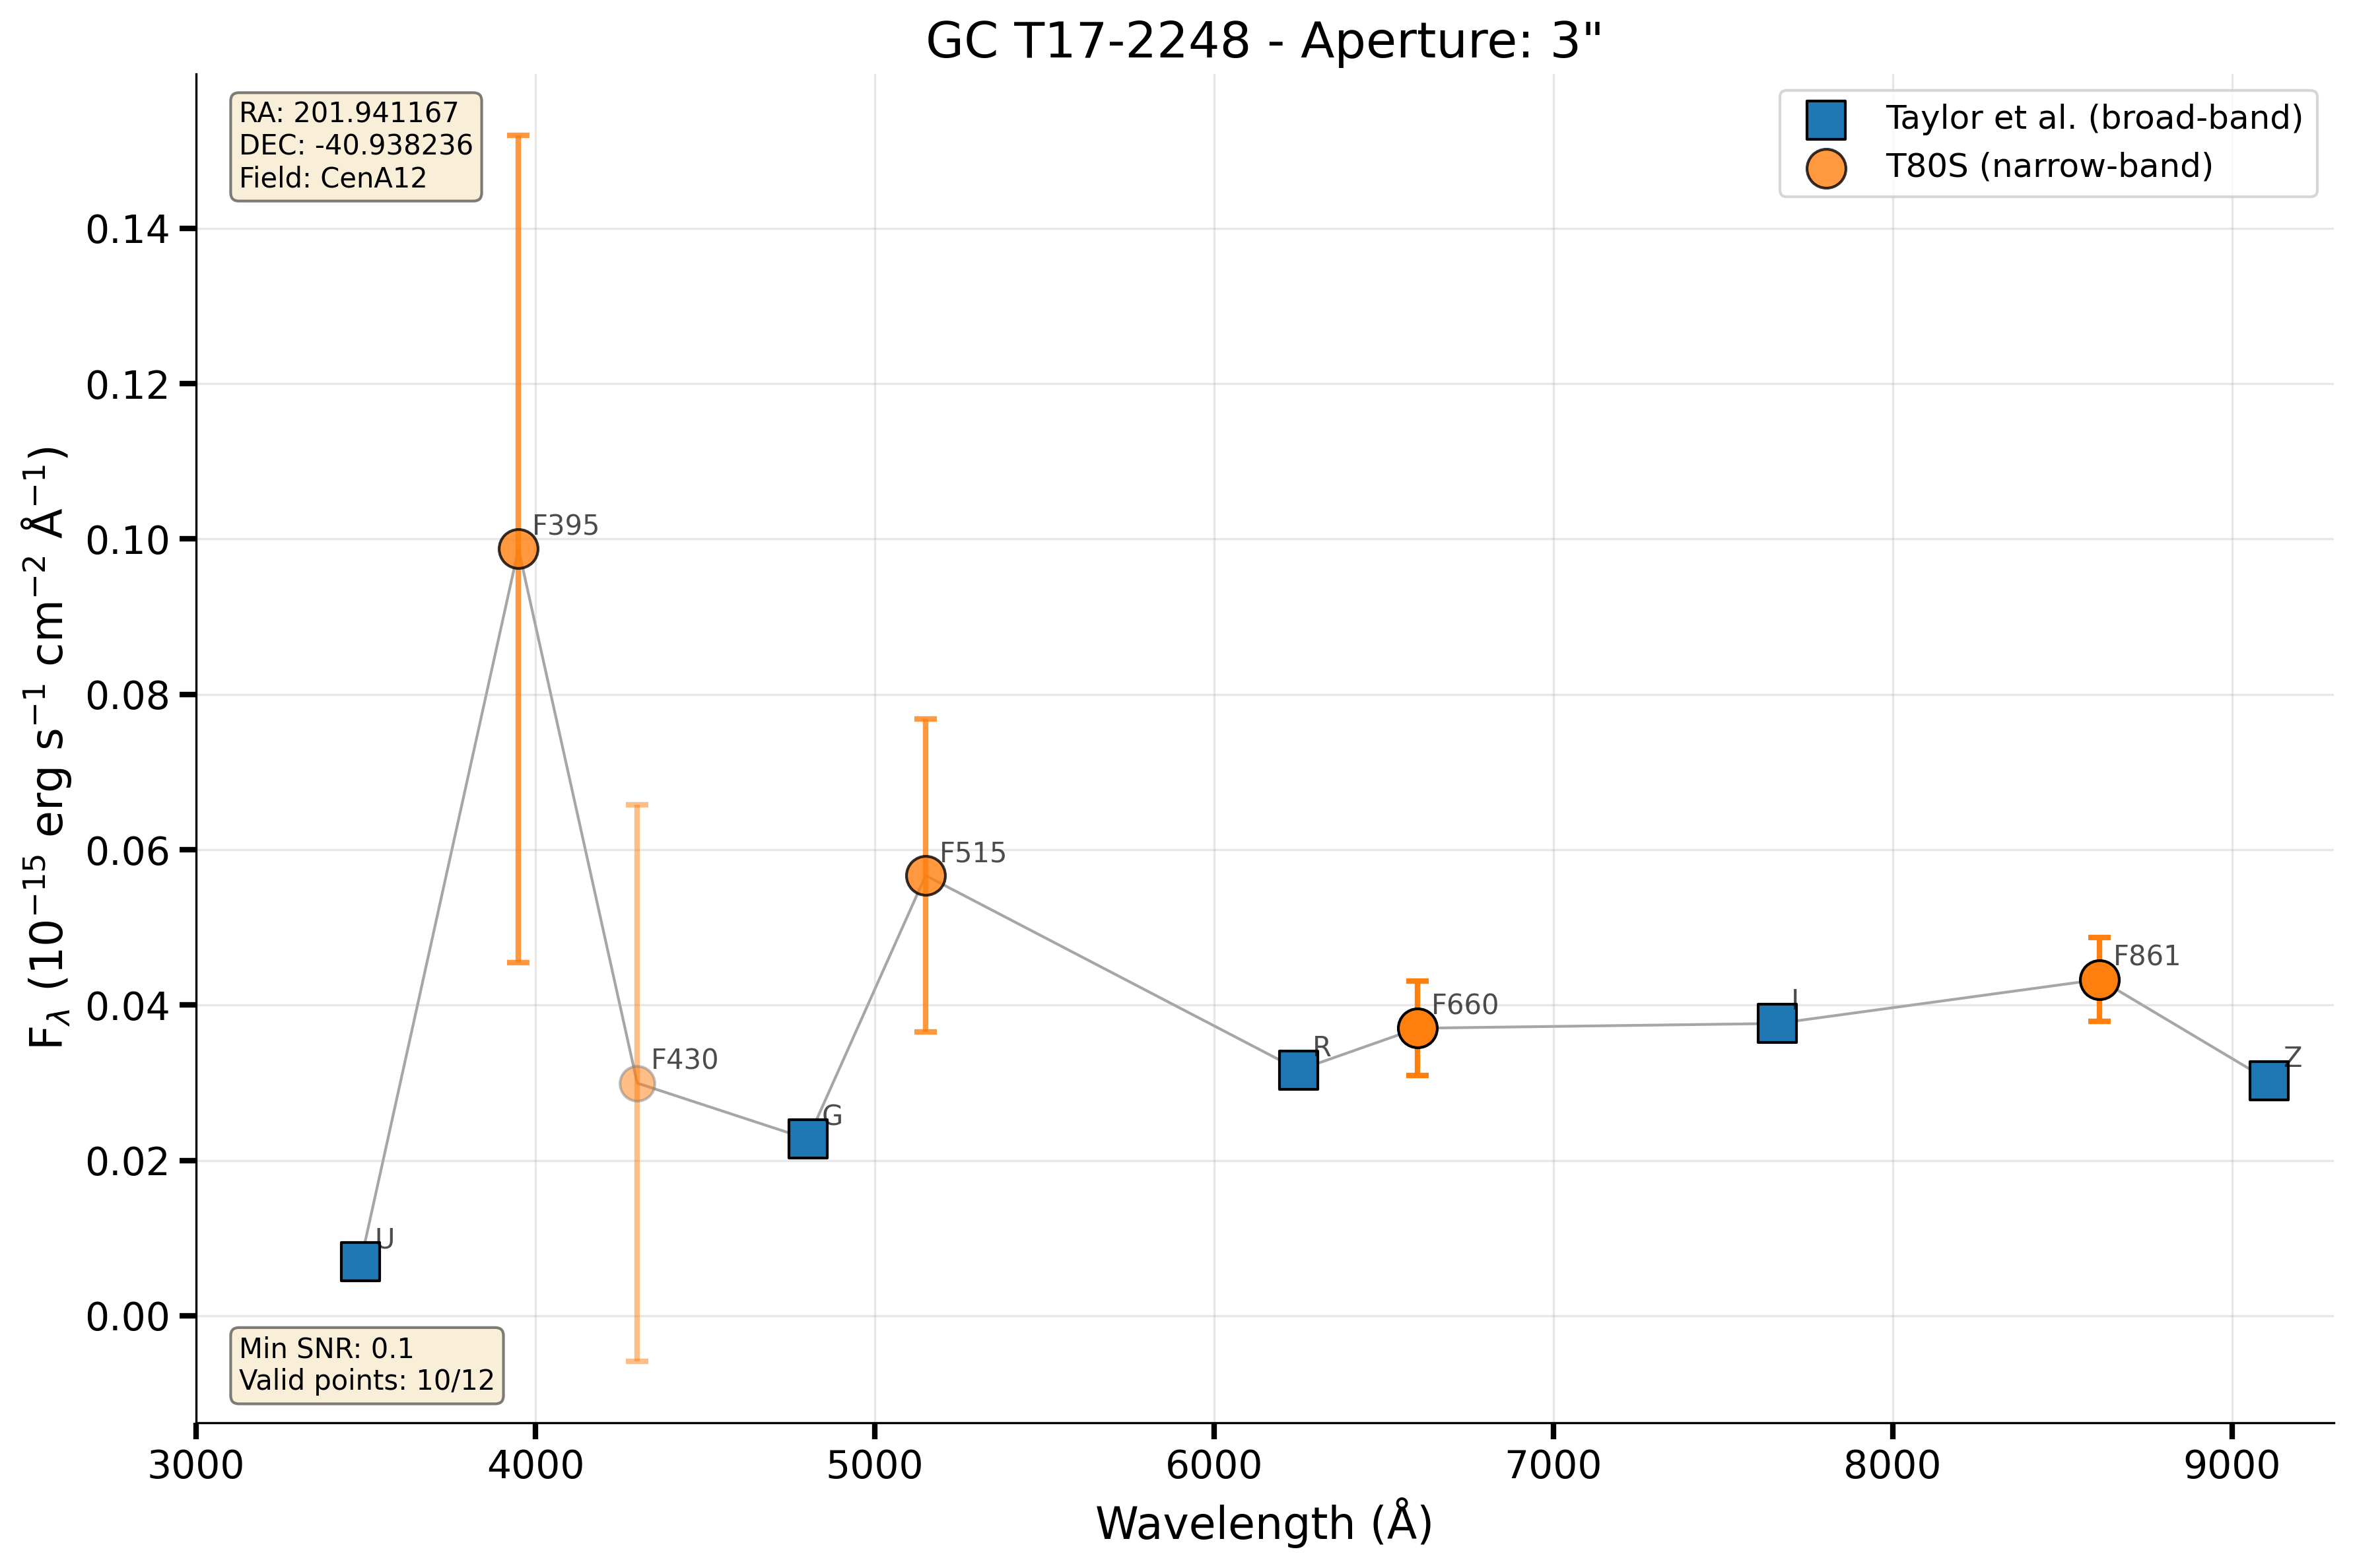 GC T17-2248 - Aperture: 3"
RA: 201.941167
DEC: -40.938236
Field: CenA12
Taylor et al. (broad-band)
T80S (narrow-band)
0.14
0.12
0.10
0.08
0.06
0.04
0.02
0.00
F395
F515
F861
F660
I
R
F430
Z
G
U
Min SNR: 0.1
Valid points: 10/12
3000 4000 5000 6000 7000 8000 9000
Wavelength (Å)
Fλ (10⁻¹⁵ erg s⁻¹ cm⁻² Å⁻¹)